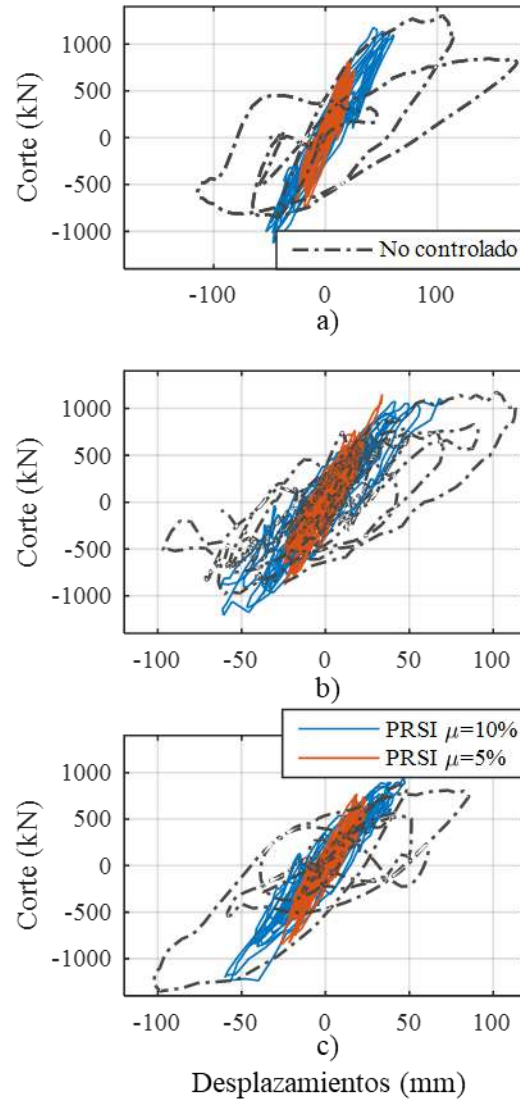 1000
500
0
-500
-1000
Corte (kN)
No controlado
-100 0 100
a)
1000
500
0
-500
-1000
Corte (kN)
-100 -50 0 50 100
b)
PRSI μ=10%
PRSI μ=5%
1000
500
0
-500
-1000
Corte (kN)
-100 -50 0 50 100
c)
Desplazamientos (mm)